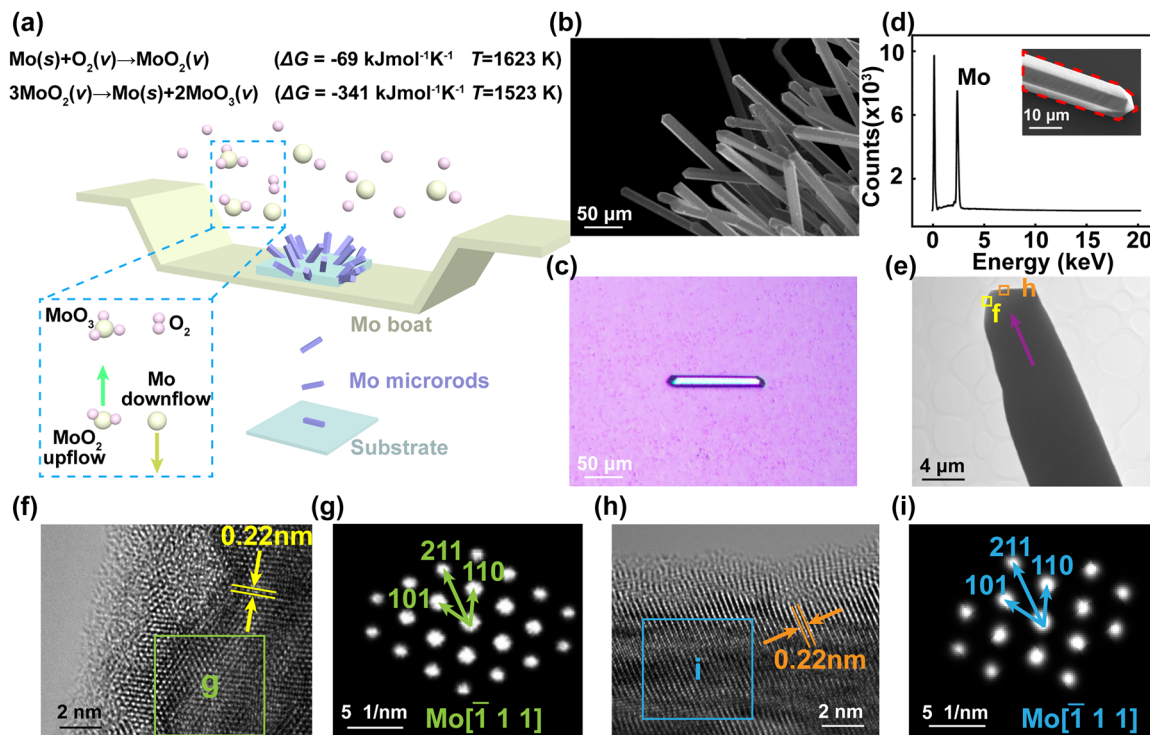 (a)
Mo(s)+O₂(v)→MoO₂(v) (ΔG = -69 kJmol⁻¹K⁻¹ T=1623 K)
3MoO₂(v)→Mo(s)+2MoO₃(v) (ΔG = -341 kJmol⁻¹K⁻¹ T=1523 K)
MoO₃
O₂
Mo
downflow
MoO₂
upflow
Mo boat
Mo microrods
Substrate
(b)
50 μm
(c)
50 μm
(d)
Counts(x10³)
10
6
2
Mo
10 μm
0 5 10 15 20
Energy (keV)
(e)
h
f
4 μm
(f)
0.22nm
g
2 nm
(g)
211
110
101
5 1/nm
Mo[1̅ 1 1]
(h)
i
0.22nm
2 nm
(i)
211
110
101
5 1/nm
Mo[1̅ 1 1]